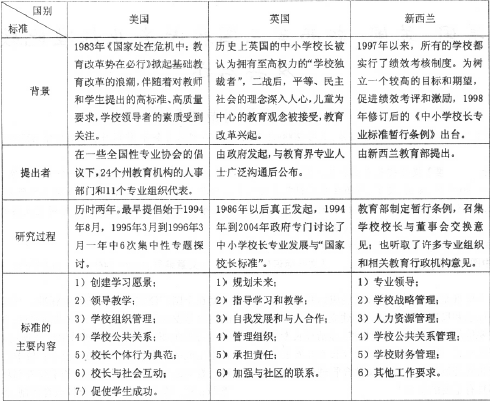 国别
标准
美国
英国
新西兰
背景
1983年《国家处在危机中：教
育改革势在必行》掀起基础教
育改革的浪潮，伴随着对教师
和学生提出的高标准、高质量
要求，学校领导者的素质受到
关注。
历史上英国的中小学校长被
认为拥有至高权力的“学校独
裁者”，二战后，平等、民主
社会的理念深入人心，儿童为
中心的教育观念被接受，教育
改革兴起。
1997年以来，所有的学校都
实行了绩效考核制度。为树
立一个较高的目标和期望，
促进绩效考评和激励，1998
年修订后的《中小学校长专
业标准暂行条例》出台。
提出者
在一些全国性专业协会的倡
议下，24个州教育机构的人事
部门和11个专业组织代表。
由政府发起，与教育界专业人
士广泛沟通后公布。
由新西兰教育部提出。
研究过程
历时两年。最早提倡始于1994
年8月，1995年3月到1996年3
月一年中6次集中性专题探
讨。
1986年以后真正发起，1994
年到2004年政府专门讨论了
中小学校长专业发展与“国家
校长标准”。
教育部制定暂行条例，召集
学校校长与董事会交换意
见；也听取了许多专业组织
和相关教育行政机构意见。
标准的
主要内容
1）创建学习愿景；
2）领导教学；
3）学校组织管理；
4）学校公共关系；
5）校长个体行为典范；
6）校长与社会互动；
7）促使学生成功。
1）规划未来；
2）指导学习和教学；
3）自我发展和与人合作；
4）管理组织；
5）承担责任；
6）加强与社区的联系。
1）专业领导；
2）学校战略管理；
3）人力资源管理；
4）学校公共关系管理；
5）学校财务管理；
6）其他工作要求。